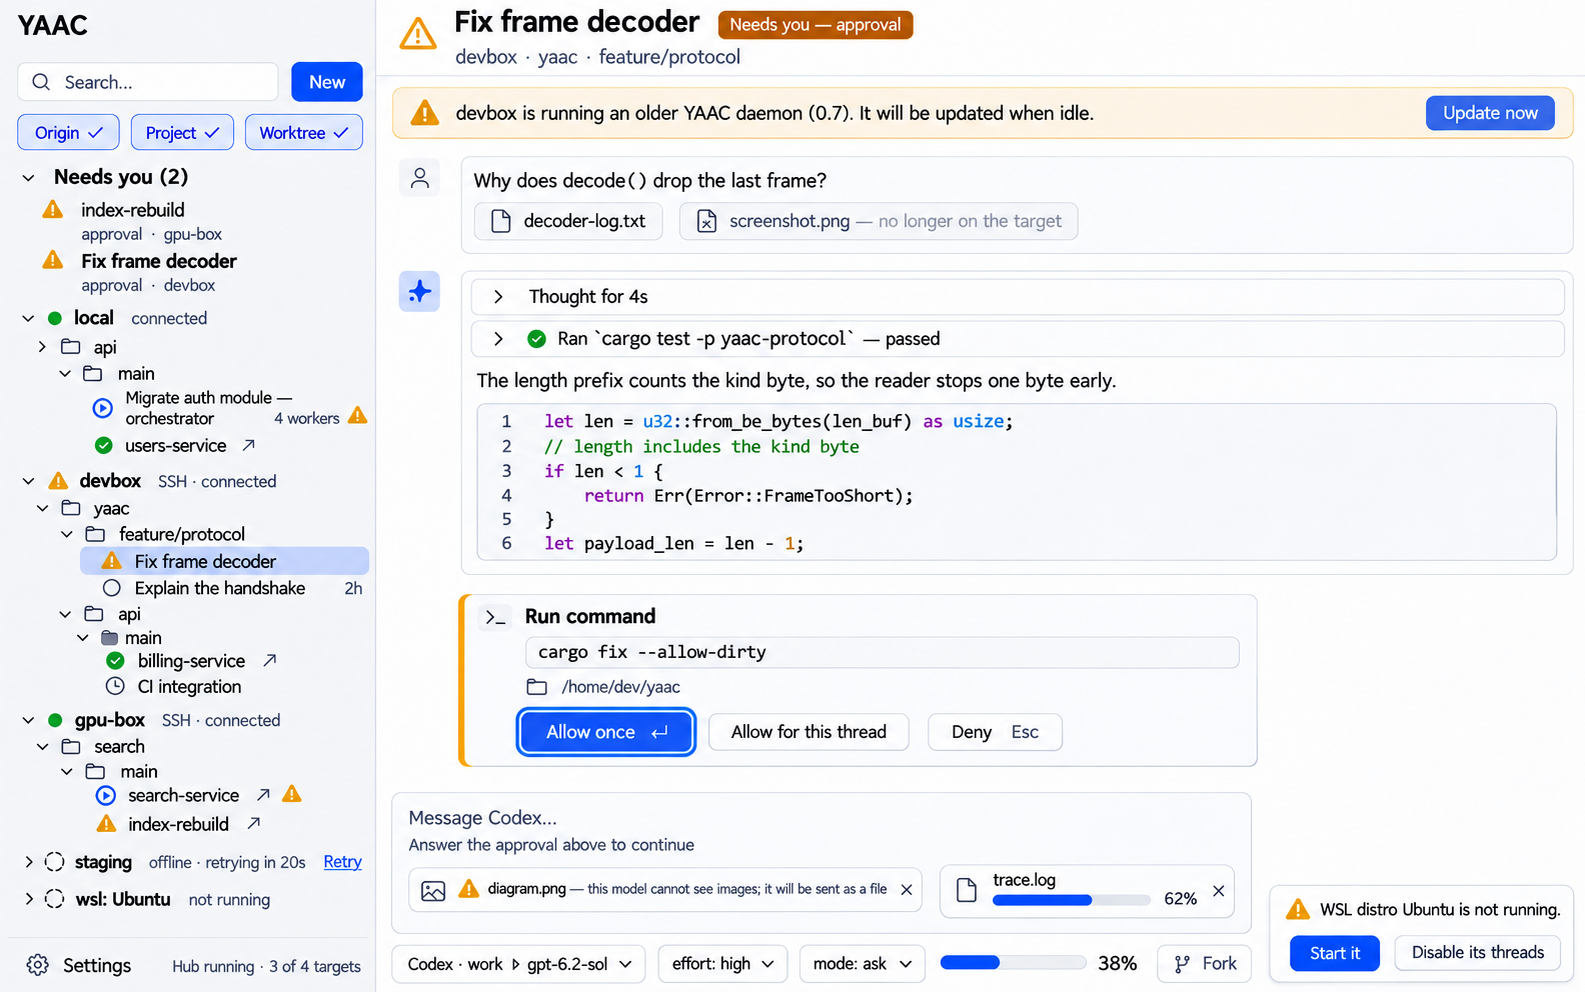 YAAC
Search...
New
Origin
Project
Worktree
Needs you (2)
index-rebuild
approval · gpu-box
Fix frame decoder
approval · devbox
local connected
api
main
Migrate auth module —
orchestrator 4 workers
users-service
devbox SSH · connected
yaac
feature/protocol
Fix frame decoder
Explain the handshake 2h
api
main
billing-service
CI integration
gpu-box SSH · connected
search
main
search-service
index-rebuild
staging offline · retrying in 20s Retry
wsl: Ubuntu not running
Settings Hub running · 3 of 4 targets
Fix frame decoder Needs you — approval
devbox · yaac · feature/protocol
devbox is running an older YAAC daemon (0.7). It will be updated when idle. Update now
Why does decode() drop the last frame?
decoder-log.txt screenshot.png — no longer on the target
Thought for 4s
Ran `cargo test -p yaac-protocol` — passed
The length prefix counts the kind byte, so the reader stops one byte early.
1 let len = u32::from_be_bytes(len_buf) as usize;
2 // length includes the kind byte
3 if len < 1 {
4     return Err(Error::FrameTooShort);
5 }
6 let payload_len = len - 1;
Run command
cargo fix --allow-dirty
/home/dev/yaac
Allow once Allow for this thread Deny Esc
Message Codex...
Answer the approval above to continue
diagram.png — this model cannot see images; it will be sent as a file
trace.log
62%
Codex · work gpt-6.2-sol effort: high mode: ask 38% Fork
WSL distro Ubuntu is not running.
Start it Disable its threads